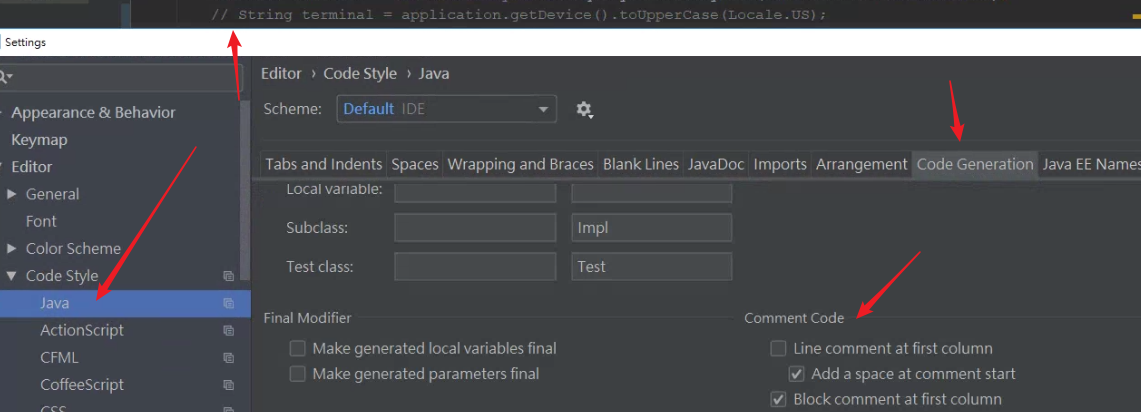 // String terminal = application.getDevice().toUpperCase(Locale.US);
Settings
Editor › Code Style › Java
Scheme: Default IDE
Appearance & Behavior
Keymap
Editor
General
Font
Color Scheme
Code Style
Java
ActionScript
CFML
CoffeeScript
CSS
Tabs and Indents Spaces Wrapping and Braces Blank Lines JavaDoc Imports Arrangement Code Generation Java EE Names
Local variable:
Subclass: Impl
Test class: Test
Final Modifier
Make generated local variables final
Make generated parameters final
Comment Code
Line comment at first column
Add a space at comment start
Block comment at first column